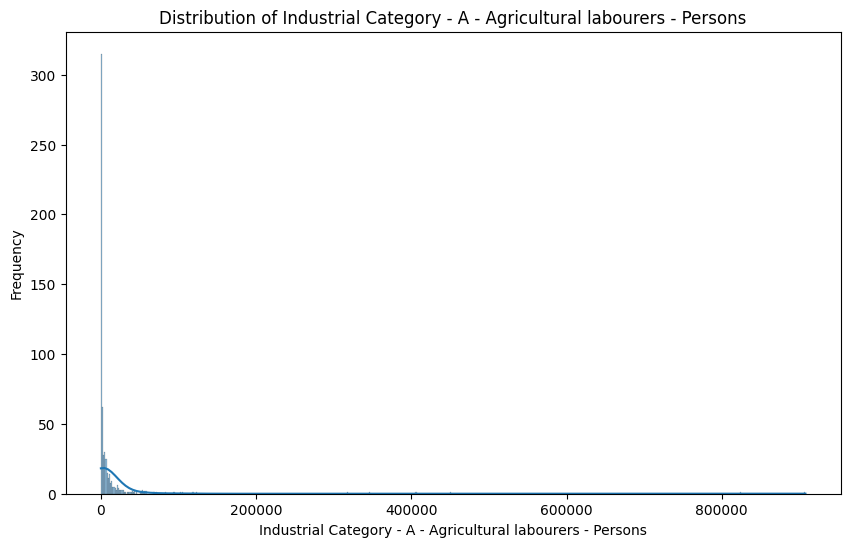 Distribution of Industrial Category - A - Agricultural labourers - Persons
300
250
200
150
100
50
0
Frequency
0 200000 400000 600000 800000
Industrial Category - A - Agricultural labourers - Persons